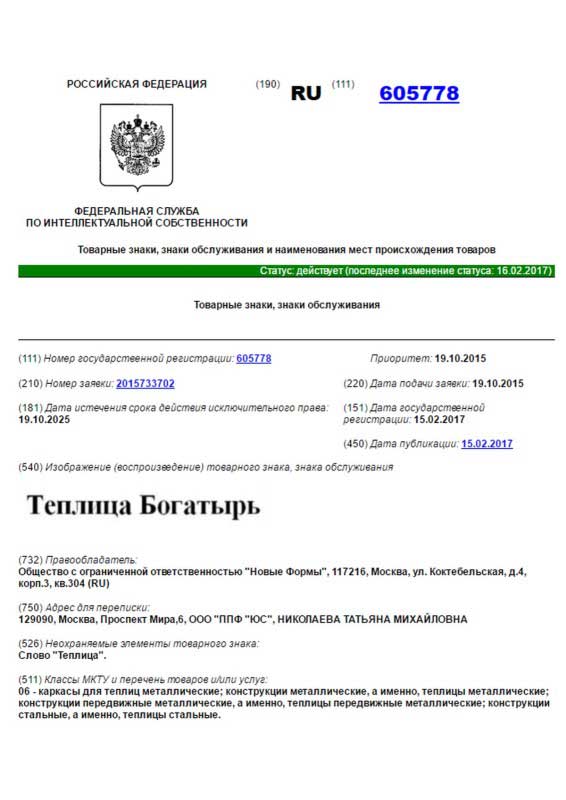 РОССИЙСКАЯ ФЕДЕРАЦИЯ
(190) RU (111) 605778
ФЕДЕРАЛЬНАЯ СЛУЖБА
ПО ИНТЕЛЛЕКТУАЛЬНОЙ СОБСТВЕННОСТИ
Товарные знаки, знаки обслуживания и наименования мест происхождения товаров
Статус: действует (последнее изменение статуса: 16.02.2017)
Товарные знаки, знаки обслуживания
(111) Номер государственной регистрации: 605778
Приоритет: 19.10.2015
(210) Номер заявки: 2015733702
(220) Дата подачи заявки: 19.10.2015
(181) Дата истечения срока действия исключительного права:
19.10.2025
(151) Дата государственной
регистрации: 15.02.2017
(450) Дата публикации: 15.02.2017
(540) Изображение (воспроизведение) товарного знака, знака обслуживания
Теплица Богатырь
(732) Правообладатель:
Общество с ограниченной ответственностью "Новые Формы", 117216, Москва, ул. Коктебельская, д.4,
корп.3, кв.304 (RU)
(750) Адрес для переписки:
129090, Москва, Проспект Мира,6, ООО "ППФ "ЮС", НИКОЛАЕВА ТАТЬЯНА МИХАЙЛОВНА
(526) Неохраняемые элементы товарного знака:
Слово "Теплица".
(511) Классы МКТУ и перечень товаров и/или услуг:
06 - каркасы для теплиц металлические; конструкции металлические, а именно, теплицы металлические;
конструкции передвижные металлические, а именно, теплицы передвижные металлические; конструкции
стальные, а именно, теплицы стальные.